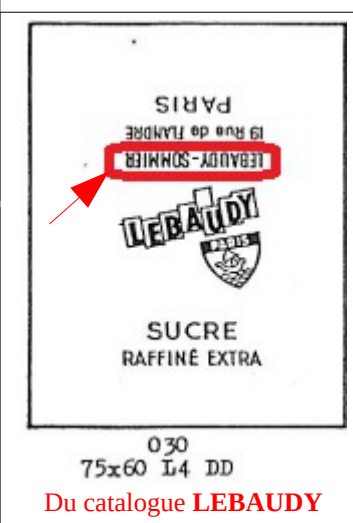 PARIS
19 Rue de FLANDRE
LEBAUDY-SOMMIER
LEBAUDY
PARIS
SUCRE
RAFFINÉ EXTRA
030
75x60 L4 DD
Du catalogue LEBAUDY